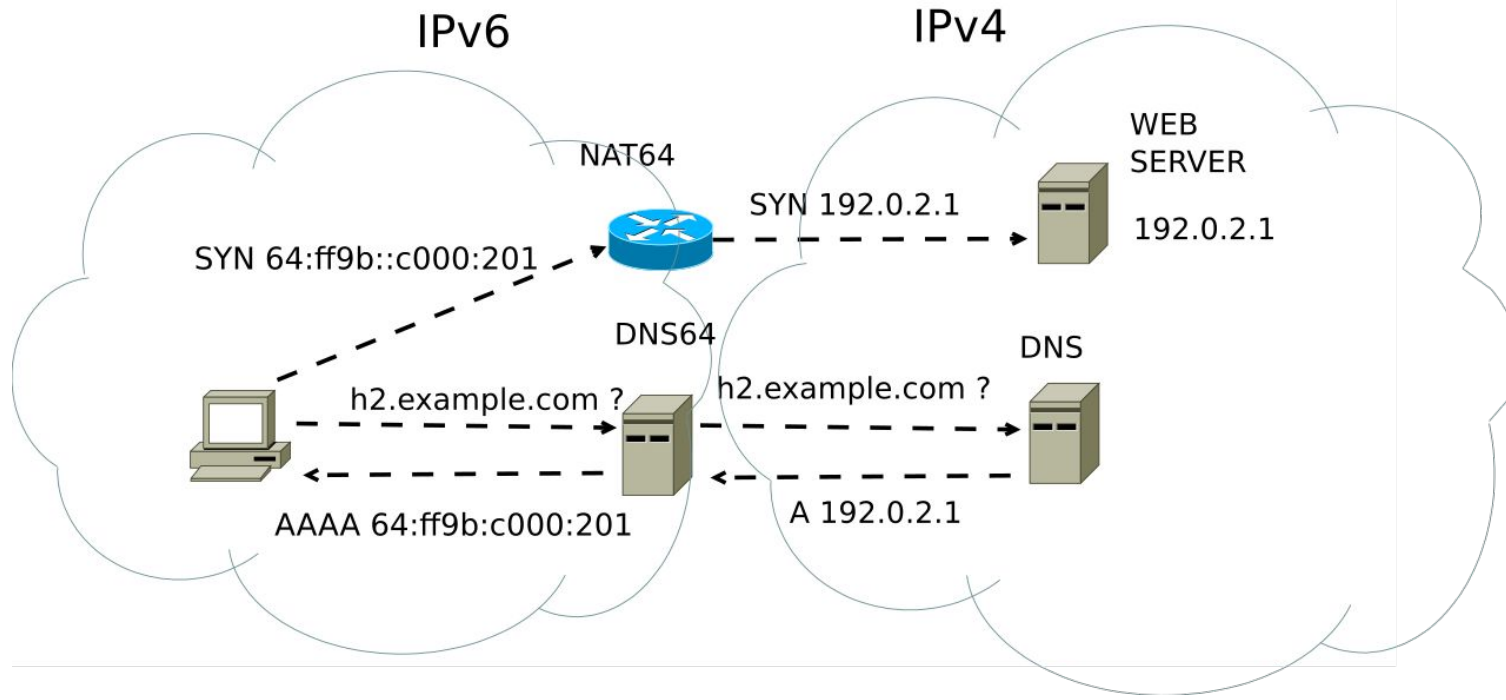 IPv6
IPv4
WEB
SERVER
NAT64
SYN 192.0.2.1
192.0.2.1
SYN 64:ff9b::c000:201
DNS64
DNS
h2.example.com ?
h2.example.com ?
AAAA 64:ff9b:c000:201
A 192.0.2.1